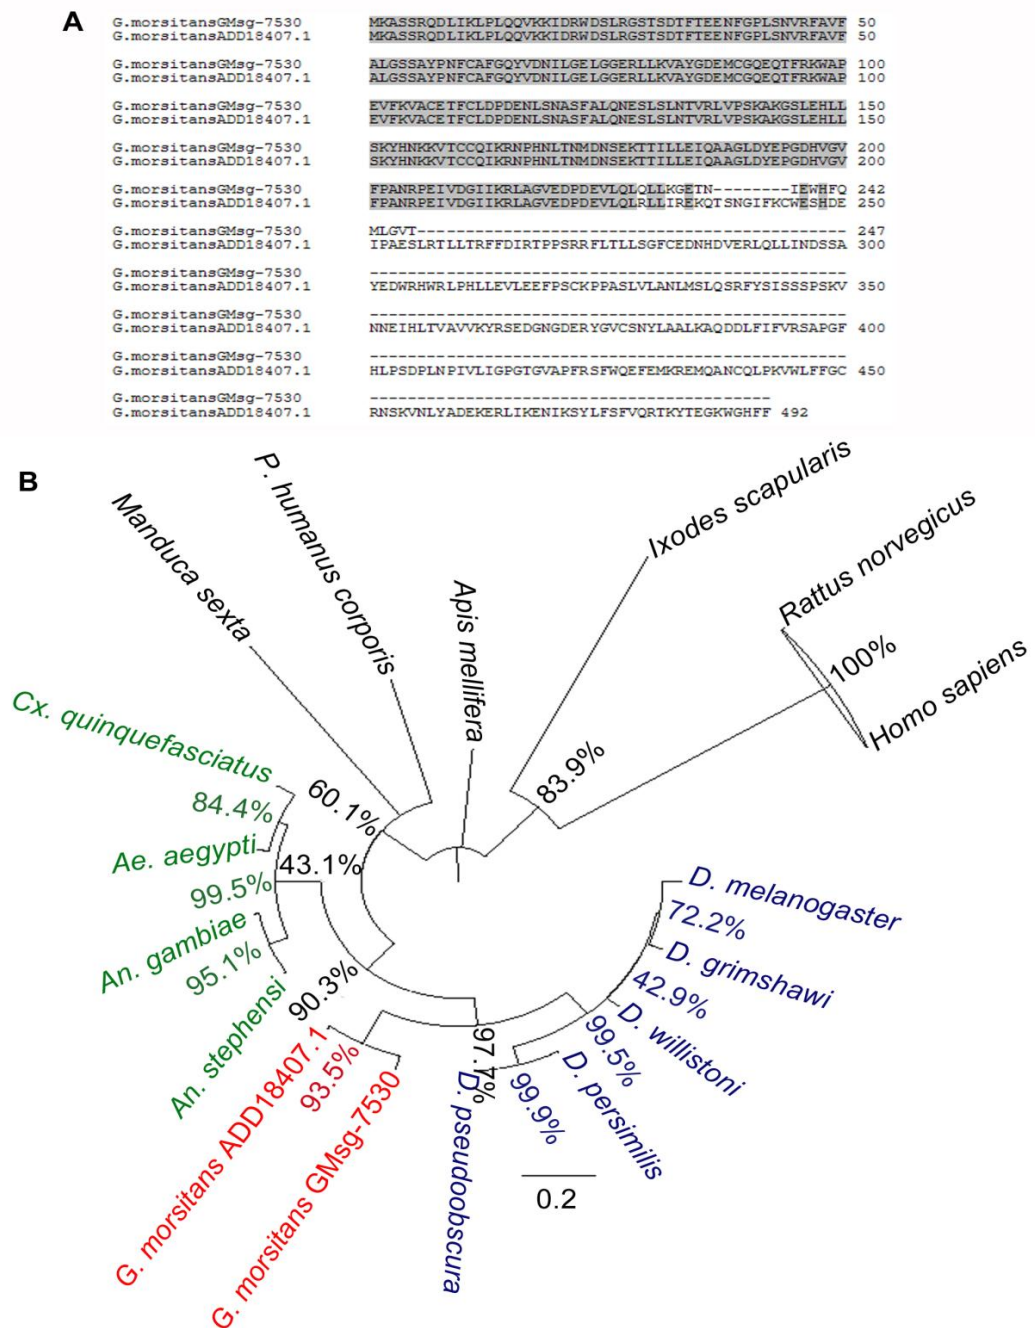 A
G.morsitansGMsg-7530 MKASSRQDLIKLPLQQVKKIDRWDSLRGSTSDTFTEENFGPLSNVRFAVF 50
G.morsitansADD18407.1 MKASSRQDLIKLPLQQVKKIDRWDSLRGSTSDTFTEENFGPLSNVRFAVF 50
G.morsitansGMsg-7530 ALGSSAYPNFCAFGQYVDNILGELGGERLLKVAYGDEMCGQEQTFRKWAP 100
G.morsitansADD18407.1 ALGSSAYPNFCAFGQYVDNILGELGGERLLKVAYGDEMCGQEQTFRKWAP 100
G.morsitansGMsg-7530 EVFKVACETFCLDPDENLSNASFALQNESLSLNTVRLVPSKAKGSLEHLL 150
G.morsitansADD18407.1 EVFKVACETFCLDPDENLSNASFALQNESLSLNTVRLVPSKAKGSLEHLL 150
G.morsitansGMsg-7530 SKYHNKKVTCCQIKRNPHNLTNMDNSEKTTILLEIQAAGLDYEPGDHVGV 200
G.morsitansADD18407.1 SKYHNKKVTCCQIKRNPHNLTNMDNSEKTTILLEIQAAGLDYEPGDHVGV 200
G.morsitansGMsg-7530 FPANRPEIVDGIIKRLAGVEDPDEVLQLQLLKGETN--------IEWHFQ 242
G.morsitansADD18407.1 FPANRPEIVDGIIKRLAGVEDPDEVLQLRLLIREKQTSNGIFKCWESHDE 250
G.morsitansGMsg-7530 MLGVT--------------------------------------------- 247
G.morsitansADD18407.1 IPAESLRTLLTRFFDIRTPPSRRFLTLLSGFCEDNHDVERLQLLINDSSA 300
G.morsitansGMsg-7530 --------------------------------------------------
G.morsitansADD18407.1 YEDWRHWRLPHLLEVLEEFPSCKPPASLVLANLMSLQSRFYSISSSPSKV 350
G.morsitansGMsg-7530 --------------------------------------------------
G.morsitansADD18407.1 NNEIHLTVAVVKYRSEDGNGDERYGVCSNYLAALKAQDDLFIFVRSAPGF 400
G.morsitansGMsg-7530 --------------------------------------------------
G.morsitansADD18407.1 HLPSDPLNPIVLIGPGTGVAPFRSFWQEFEMKREMQANCQLPKVWLFFGC 450
G.morsitansGMsg-7530 ------------------------------------------
G.morsitansADD18407.1 RNSKVNLYADEKERLIKENIKSYLFSFVQRTKYTEGKWGHFF 492
B
Manduca sexta
P. humanus corporis
Apis mellifera
Ixodes scapularis
Rattus norvegicus
100%
Homo sapiens
83.9%
60.1%
Cx. quinquefasciatus
84.4%
Ae. aegypti
43.1%
99.5%
An. gambiae
95.1%
An. stephensi
90.3%
G. morsitans ADD18407.1
93.5%
G. morsitans GMsg-7530
97.7%
D. pseudoobscura
99.9%
D. persimilis
99.5%
D. willistoni
42.9%
D. grimshawi
72.2%
D. melanogaster
0.2